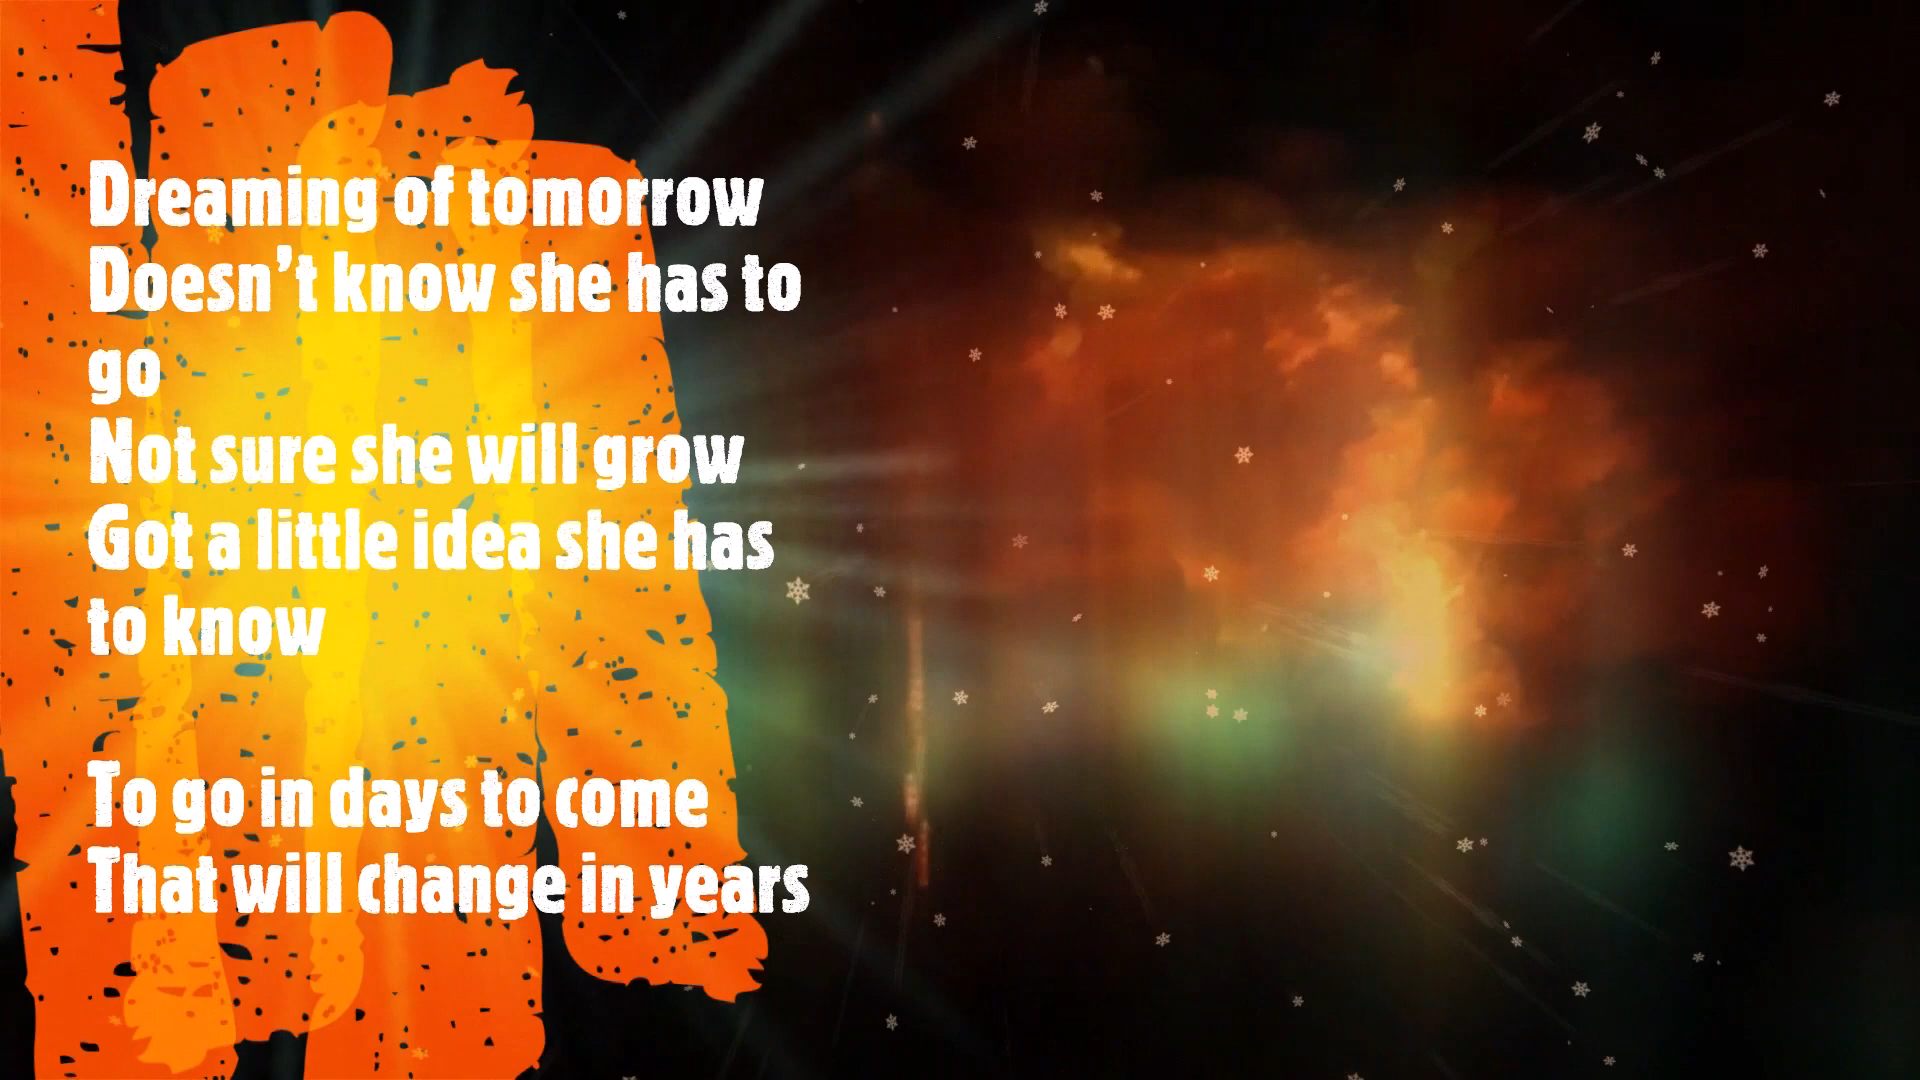 Dreaming of tomorrow
Doesn't know she has to
go
Not sure she will grow
Got a little idea she has
to know
To go in days to come
That will change in years